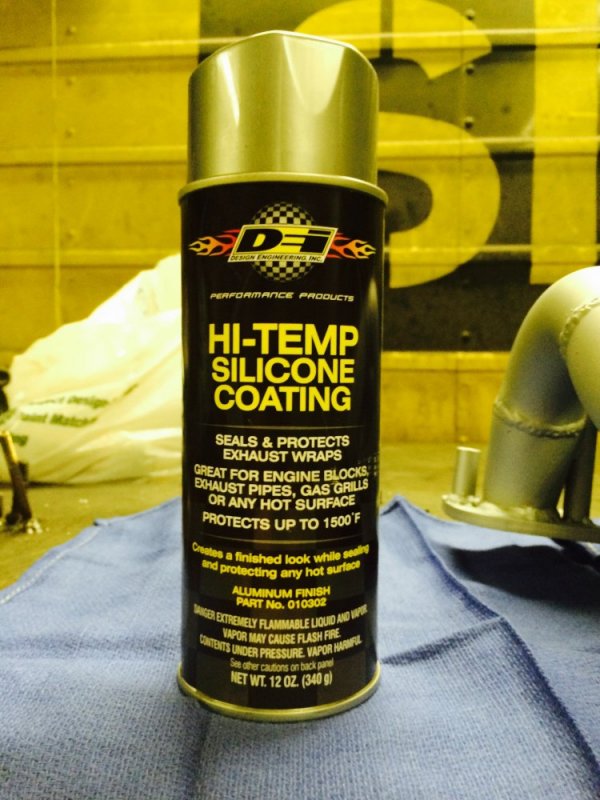 DEI
DESIGN ENGINEERING, INC.
PERFORMANCE PRODUCTS
HI-TEMP
SILICONE
COATING
SEALS & PROTECTS
EXHAUST WRAPS
GREAT FOR ENGINE BLOCKS,
EXHAUST PIPES, GAS GRILLS
OR ANY HOT SURFACE
PROTECTS UP TO 1500°F
Creates a finished look while sealing
and protecting any hot surface
ALUMINUM FINISH
PART No. 010302
DANGER EXTREMELY FLAMMABLE LIQUID AND VAPOR.
VAPOR MAY CAUSE FLASH FIRE.
CONTENTS UNDER PRESSURE. VAPOR HARMFUL.
See other cautions on back panel
NET WT. 12 OZ. (340 g)